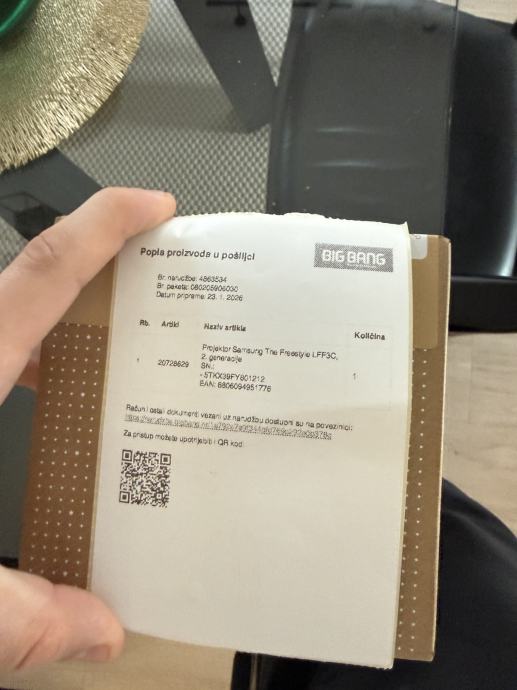 Popis proizvoda u pošiljci
BIG BANG
Br. narudžbe: 4863534
Br. paketa: 080205906030
Datum pripreme: 23. 1. 2026
Rb. Artikl Naziv artikla Količina
1 20728629 Projektor Samsung The Freestyle LFF3C, 1
2. generacije
SN.:
- 5TKX39FY801212
EAN: 8806094951776
Račun i ostali dokumenti vezani uz narudžbu dostupni su na poveznici:
Za pristup možete upotrijebiti i QR kod: